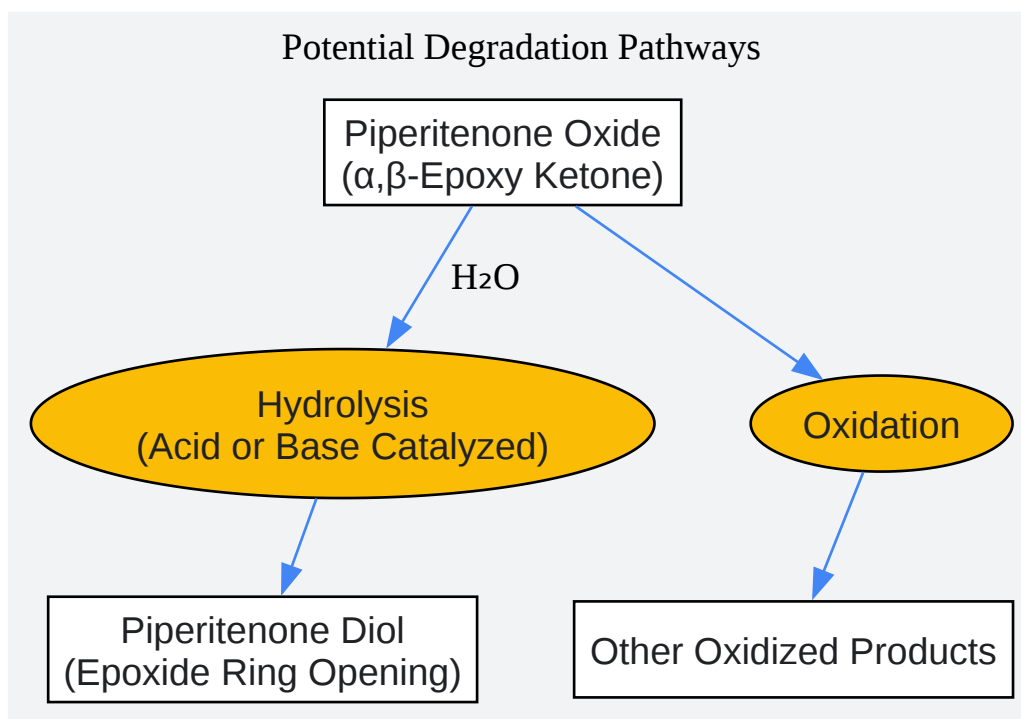 Potential Degradation Pathways
Piperitenone Oxide
(α,β-Epoxy Ketone)
H₂O
Hydrolysis
(Acid or Base Catalyzed)
Oxidation
Piperitenone Diol
(Epoxide Ring Opening)
Other Oxidized Products